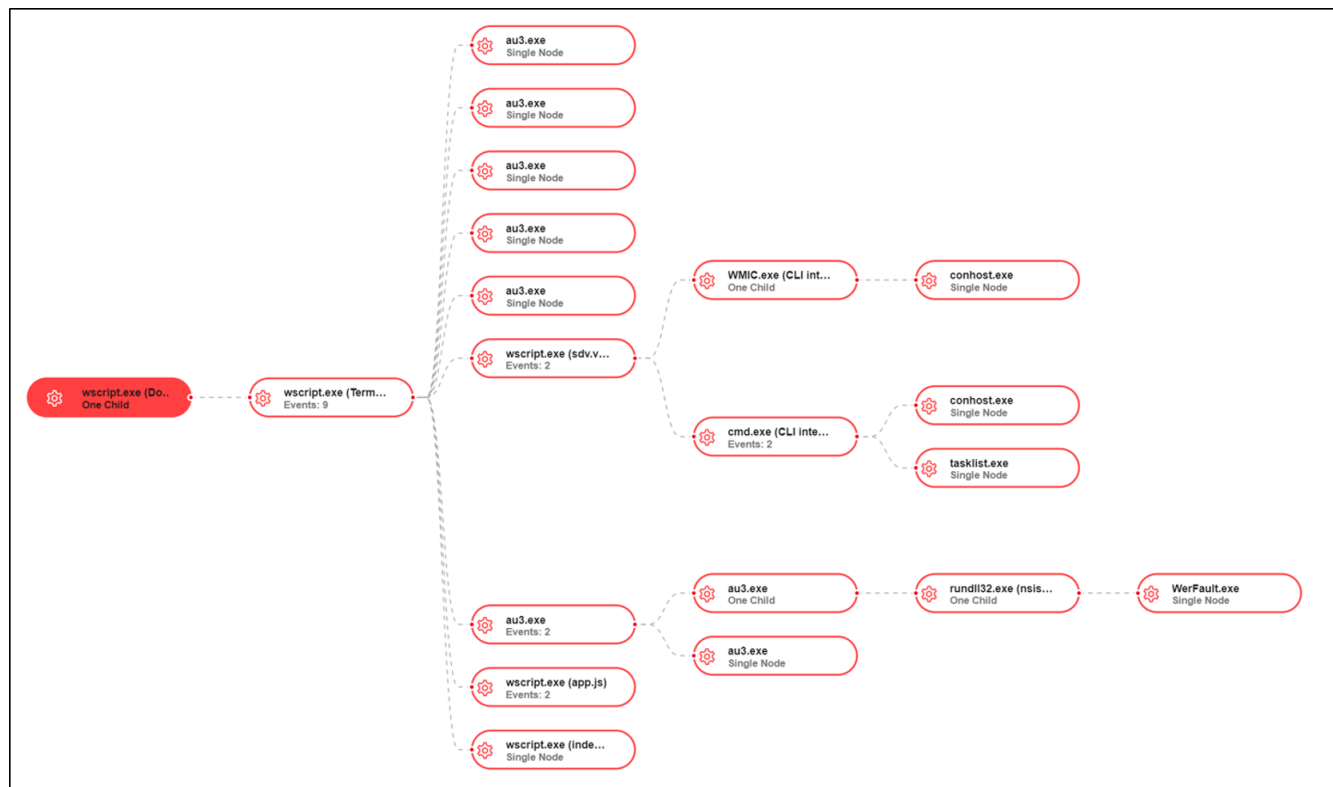 au3.exe
Single Node
au3.exe
Single Node
au3.exe
Single Node
au3.exe
Single Node
au3.exe
Single Node
WMIC.exe (CLI int...
One Child
conhost.exe
Single Node
wscript.exe (sdv.v...
Events: 2
wscript.exe (Do..
One Child
wscript.exe (Term...
Events: 9
conhost.exe
Single Node
cmd.exe (CLI inte...
Events: 2
tasklist.exe
Single Node
au3.exe
One Child
rundll32.exe (nsis...
One Child
WerFault.exe
Single Node
au3.exe
Events: 2
au3.exe
Single Node
wscript.exe (app.js)
Events: 2
wscript.exe (inde...
Single Node